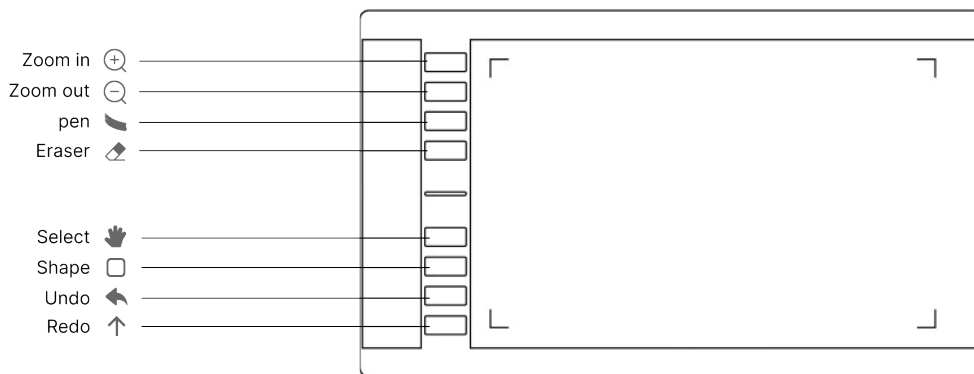 Zoom in
Zoom out
pen
Eraser
Select
Shape
Undo
Redo